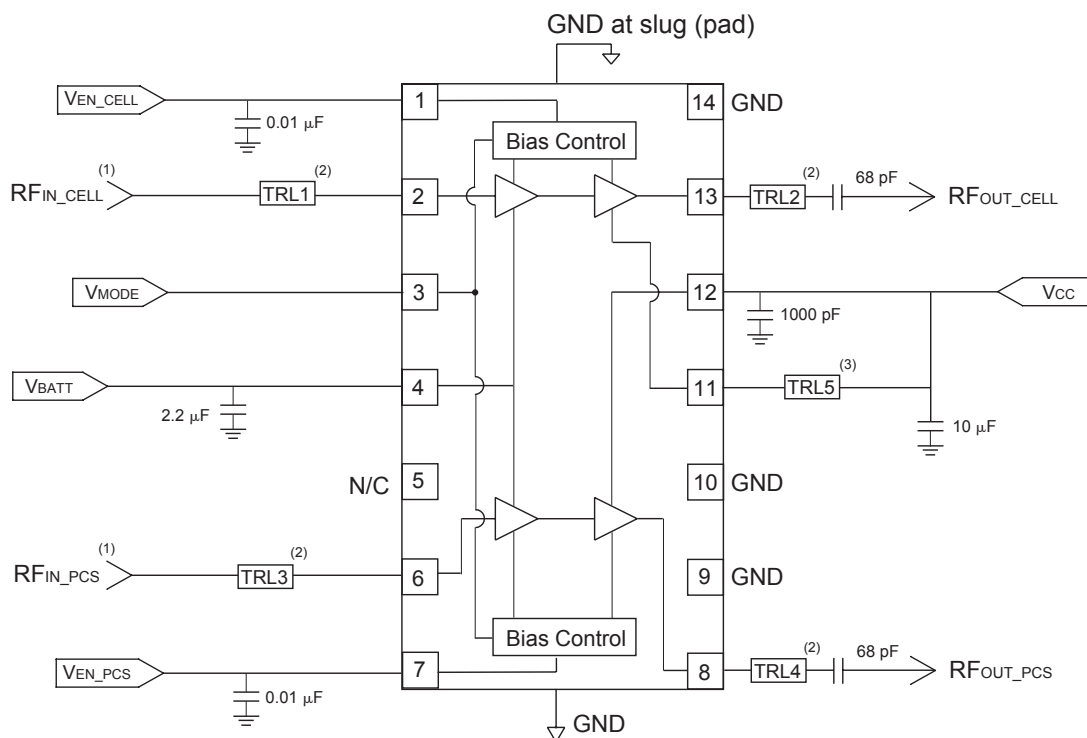 GND at slug (pad)
VEN_CELL
0.01 µF
1
14
GND
Bias Control
RFIN_CELL
(1)
TRL1
(2)
2
13
TRL2
(2)
68 pF
RFOUT_CELL
VMODE
3
12
1000 pF
VCC
VBATT
2.2 µF
4
11
TRL5
(3)
10 µF
N/C
5
10
GND
RFIN_PCS
(1)
TRL3
(2)
6
9
GND
Bias Control
VEN_PCS
0.01 µF
7
8
TRL4
(2)
68 pF
RFOUT_PCS
GND